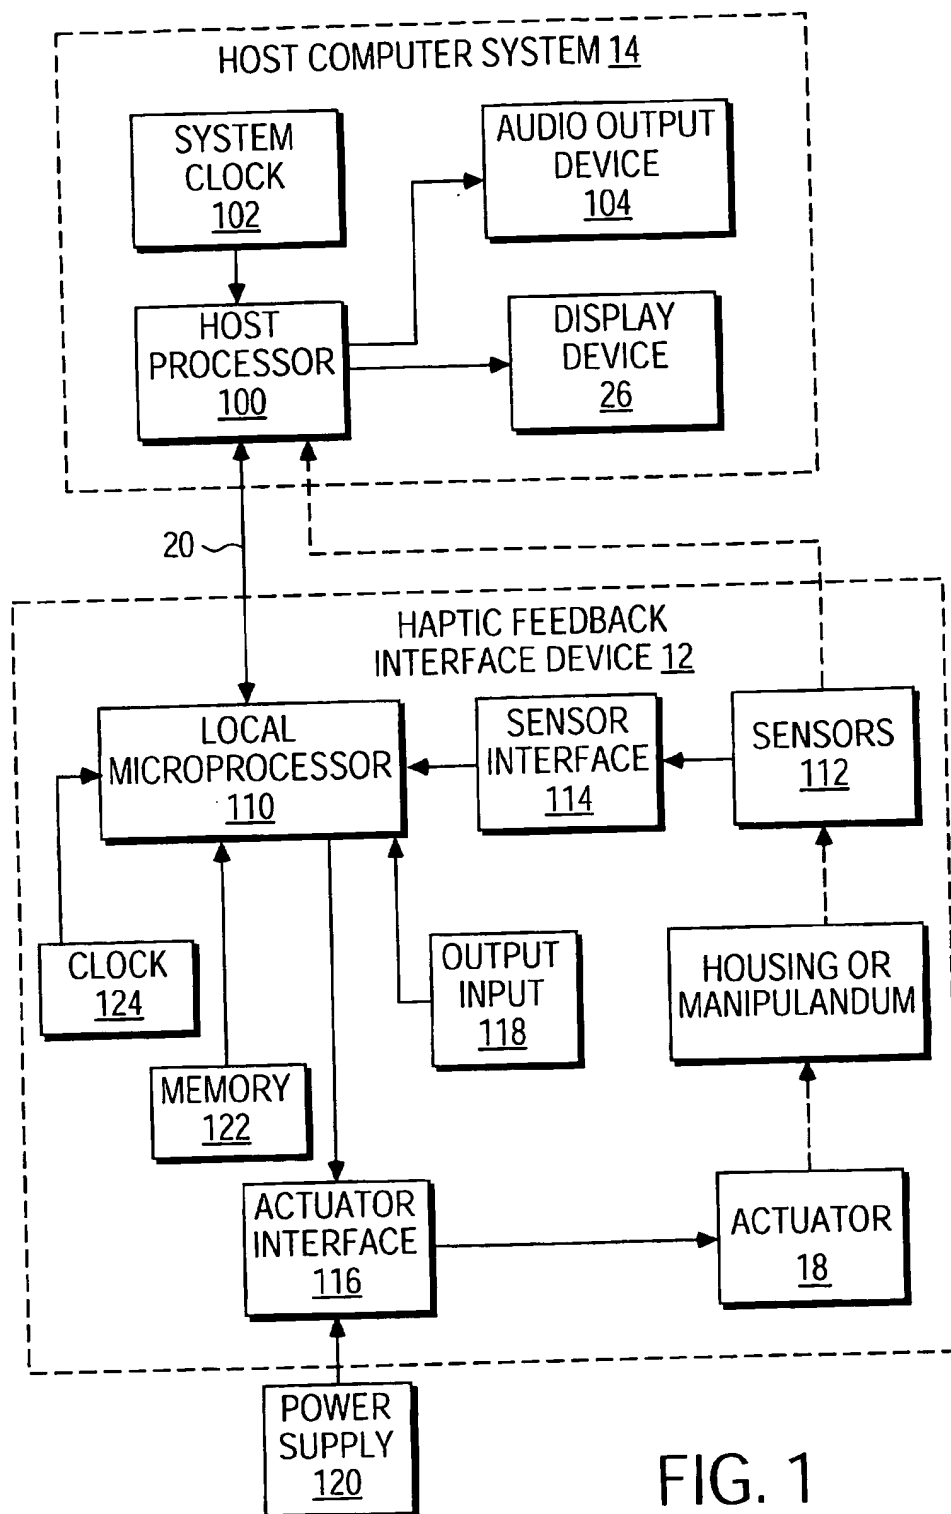 HOST COMPUTER SYSTEM 14
SYSTEM
CLOCK
102
AUDIO OUTPUT
DEVICE
104
HOST
PROCESSOR
100
DISPLAY
DEVICE
26
20
HAPTIC FEEDBACK
INTERFACE DEVICE 12
LOCAL
MICROPROCESSOR
110
SENSOR
INTERFACE
114
SENSORS
112
CLOCK
124
OUTPUT
INPUT
118
HOUSING OR
MANIPULANDUM
MEMORY
122
ACTUATOR
INTERFACE
116
ACTUATOR
18
POWER
SUPPLY
120
FIG. 1